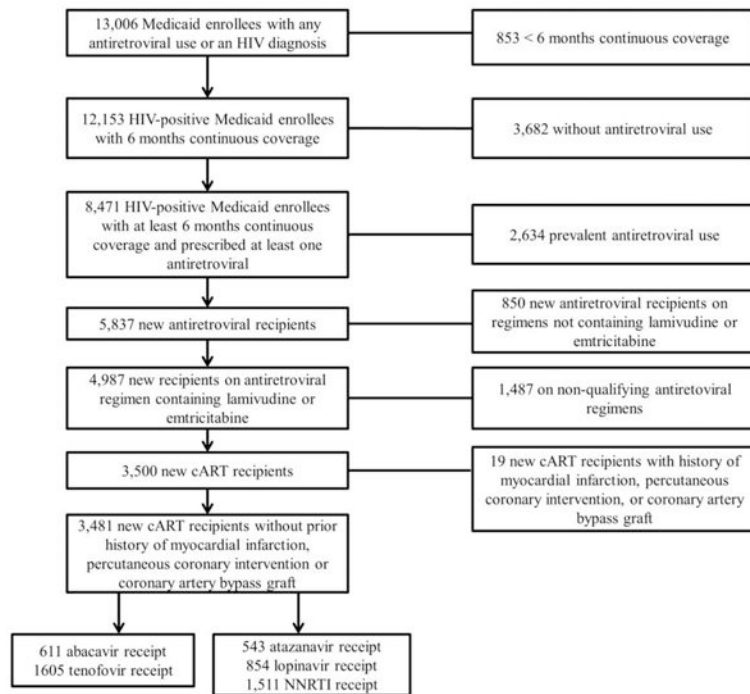 13,006 Medicaid enrollees with any
antiretroviral use or an HIV diagnosis
853 < 6 months continuous coverage
12,153 HIV-positive Medicaid enrollees
with 6 months continuous coverage
3,682 without antiretroviral use
8,471 HIV-positive Medicaid enrollees
with at least 6 months continuous
coverage and prescribed at least one
antiretroviral
2,634 prevalent antiretroviral use
5,837 new antiretroviral recipients
850 new antiretroviral recipients on
regimens not containing lamivudine or
emtricitabine
4,987 new recipients on antiretroviral
regimen containing lamivudine or
emtricitabine
1,487 on non-qualifying antiretoviral
regimens
3,500 new cART recipients
19 new cART recipients with history of
myocardial infarction, percutaneous
coronary intervention, or coronary artery
bypass graft
3,481 new cART recipients without prior
history of myocardial infarction,
percutaneous coronary intervention or
coronary artery bypass graft
611 abacavir receipt
1605 tenofovir receipt
543 atazanavir receipt
854 lopinavir receipt
1,511 NNRTI receipt